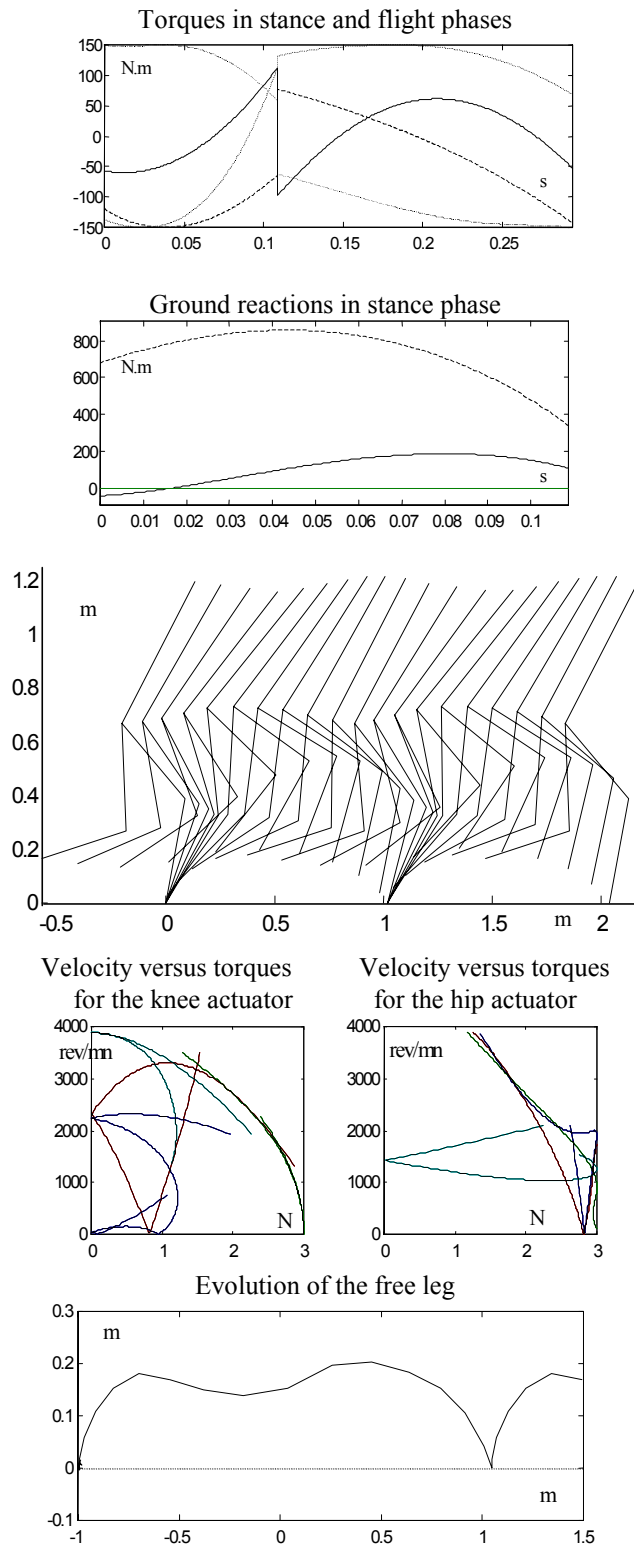 Torques in stance and flight phases
150
N.m
100
50
0
-50
s
-100
-150
0 0.05 0.1 0.15 0.2 0.25
Ground reactions in stance phase
800
N.m
600
400
200
s
0
0 0.01 0.02 0.03 0.04 0.05 0.06 0.07 0.08 0.09 0.1
1.2
m
1
0.8
0.6
0.4
0.2
0
-0.5 0 0.5 1 1.5 m 2
Velocity versus torques
for the knee actuator
4000
rev/mn
3000
2000
1000
N
0
0 1 2 3
Velocity versus torques
for the hip actuator
4000
rev/mn
3000
2000
1000
N
0
0 1 2 3
Evolution of the free leg
0.3
m
0.2
0.1
0
m
-0.1
-1 -0.5 0 0.5 1 1.5